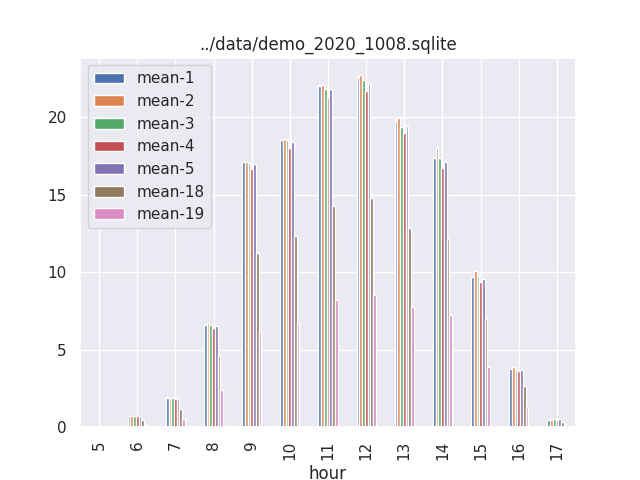 ../data/demo_2020_1008.sqlite
mean-1
mean-2
mean-3
mean-4
mean-5
mean-18
mean-19
20
15
10
5
0
5 6 7 8 9 10 11 12 13 14 15 16 17
hour